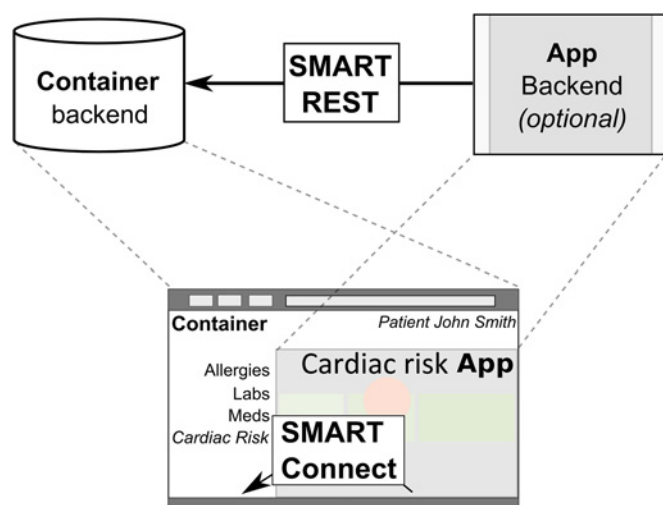 Container
backend
SMART
REST
App
Backend
(optional)
Container
Patient John Smith
Allergies
Labs
Meds
Cardiac Risk
Cardiac risk App
SMART
Connect